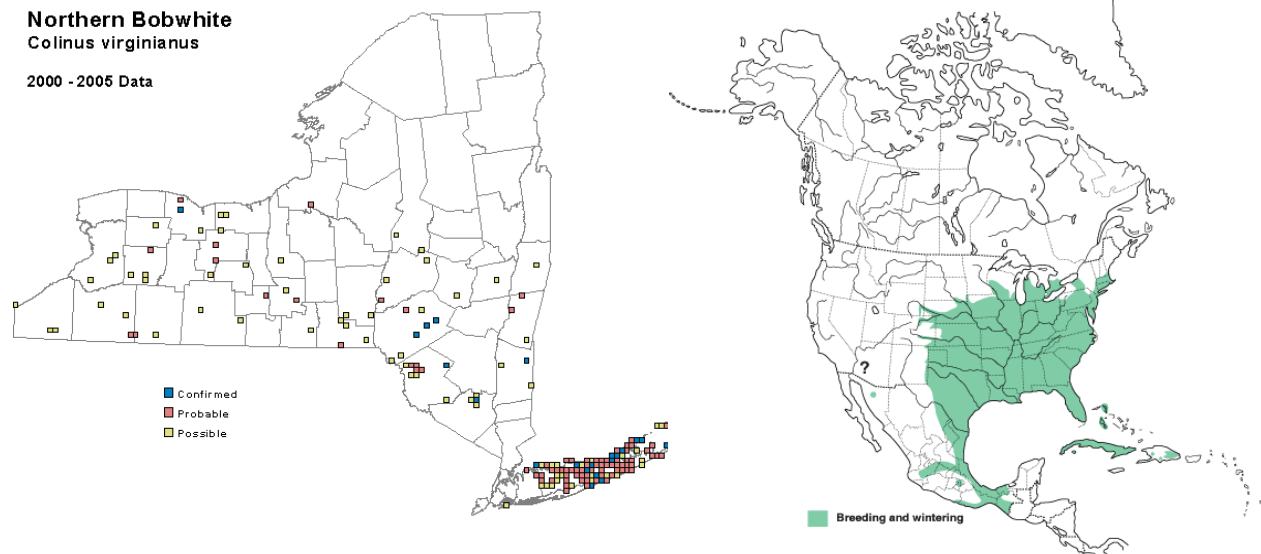 Northern Bobwhite
Colinus virginianus
2000 - 2005 Data
Confirmed
Probable
Possible
?
Breeding and wintering